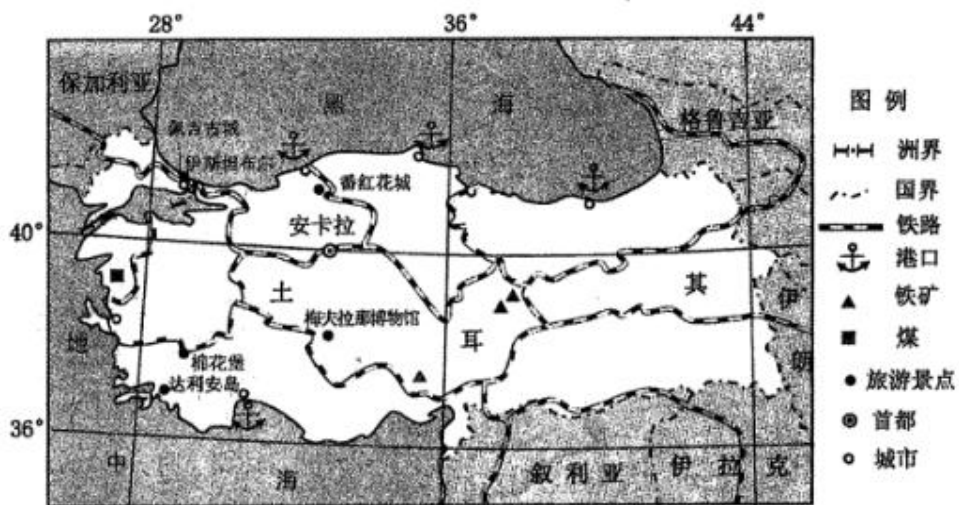 28° 36° 44°
保加利亚
黑 海
格鲁吉亚
伊斯坦布尔
番红花城
安卡拉
40°
土 耳 其
伊 朗
梅夫拉那博物馆
棉花堡
达利安岛
36°
地 中 海
叙利亚
伊 拉 克
图 例
洲界
国界
铁路
港口
铁矿
煤
旅游景点
首都
城市